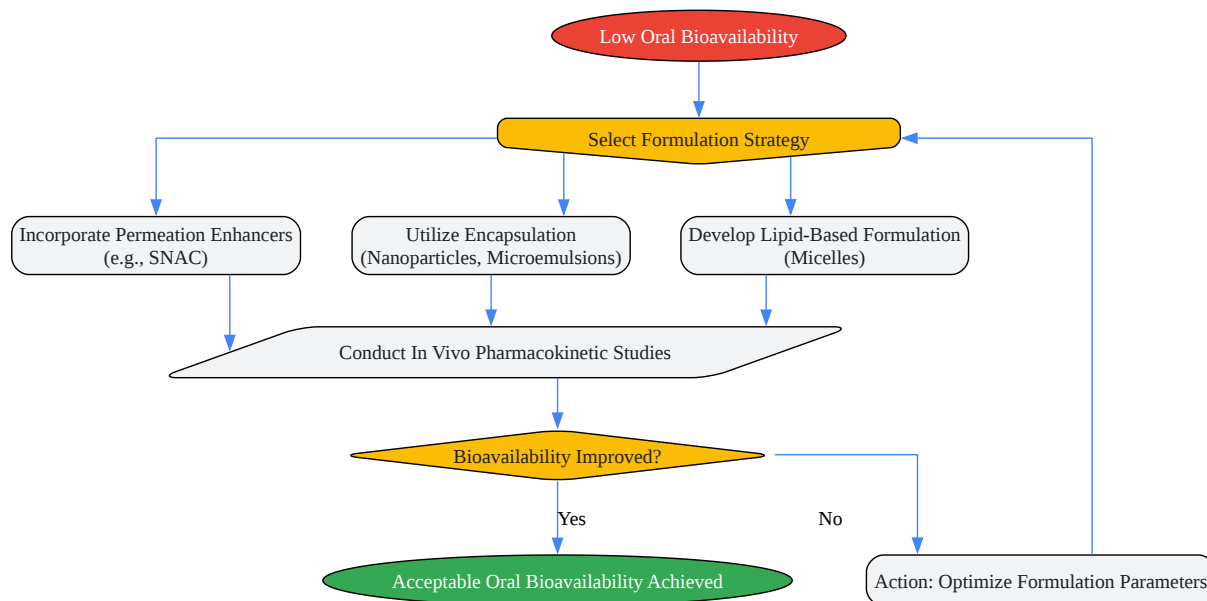 Low Oral Bioavailability
Select Formulation Strategy
Incorporate Permeation Enhancers
(e.g., SNAC)
Utilize Encapsulation
(Nanoparticles, Microemulsions)
Develop Lipid-Based Formulation
(Micelles)
Conduct In Vivo Pharmacokinetic Studies
Bioavailability Improved?
Yes
No
Acceptable Oral Bioavailability Achieved
Action: Optimize Formulation Parameters